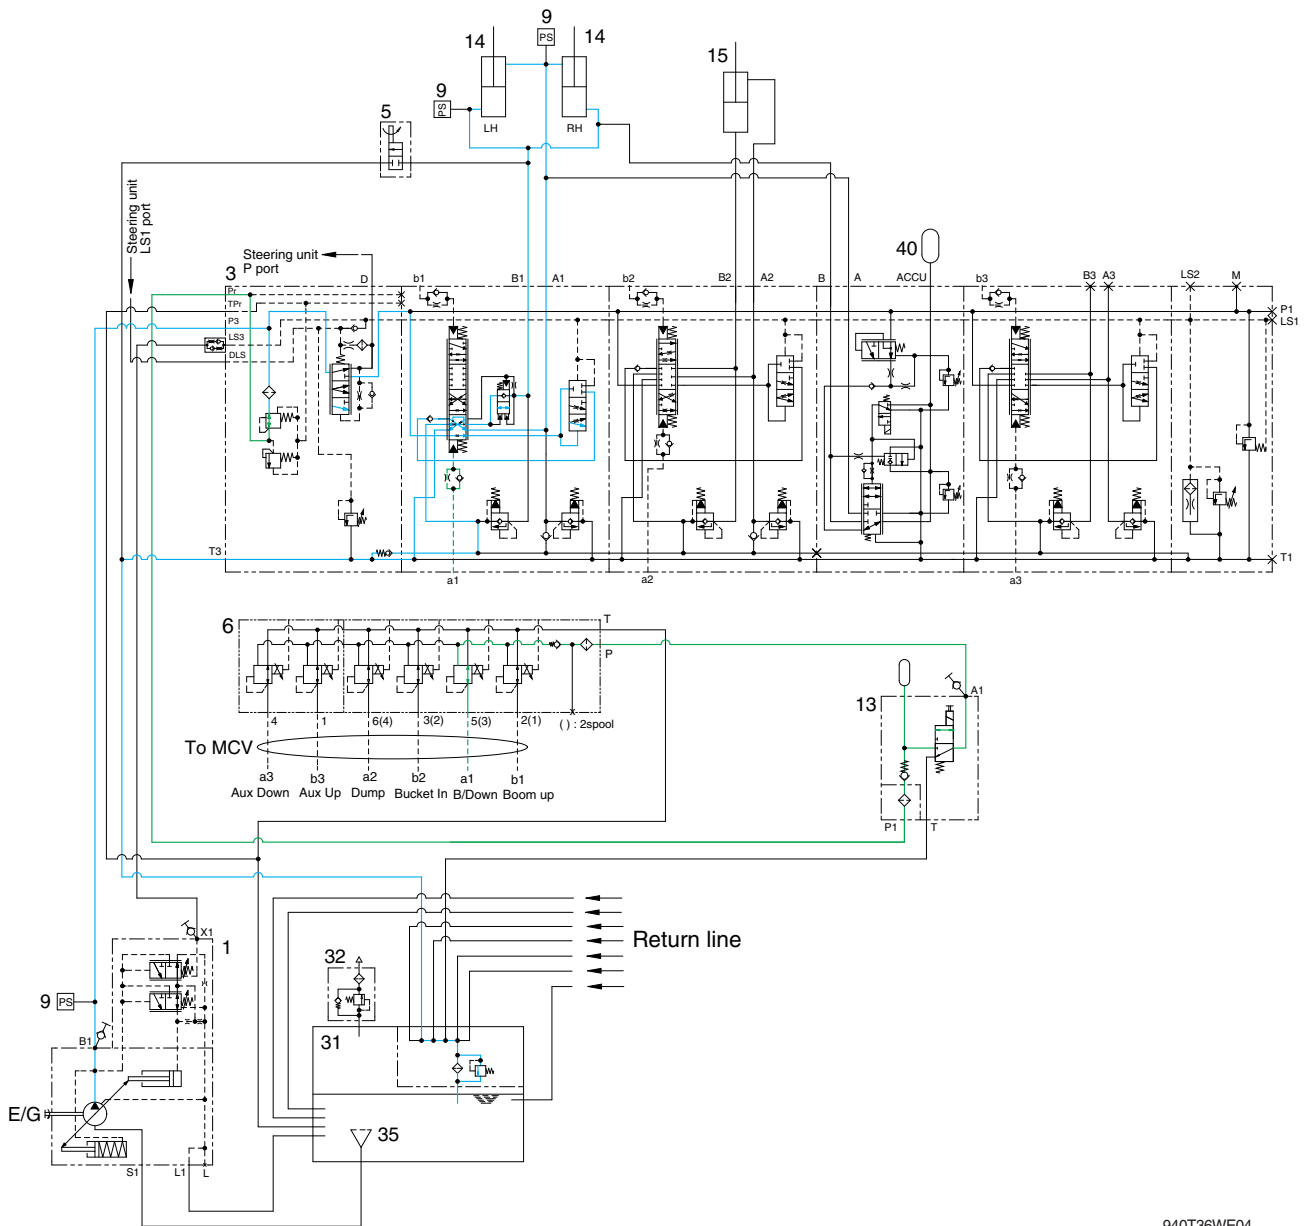 9
14
14
PS
15
9
PS
5
LH
RH
Steering unit
LS1 port
Steering unit
P port
40
3
D
b1
B1
A1
b2
B2
A2
B
A
ACCU
b3
B3
A3
LS2
M
Pr
TPr
P3
LS3
DLS
P1
LS1
T3
T1
a1
a2
a3
6
T
P
4
1
6(4)
3(2)
5(3)
2(1)
( ) : 2spool
To MCV
a3
b3
a2
b2
a1
b1
Aux Down
Aux Up
Dump
Bucket In
B/Down
Boom up
13
A1
P1
T
X1
1
Return line
32
9
PS
B1
31
E/G
35
S1
L1
L
940T36WE04